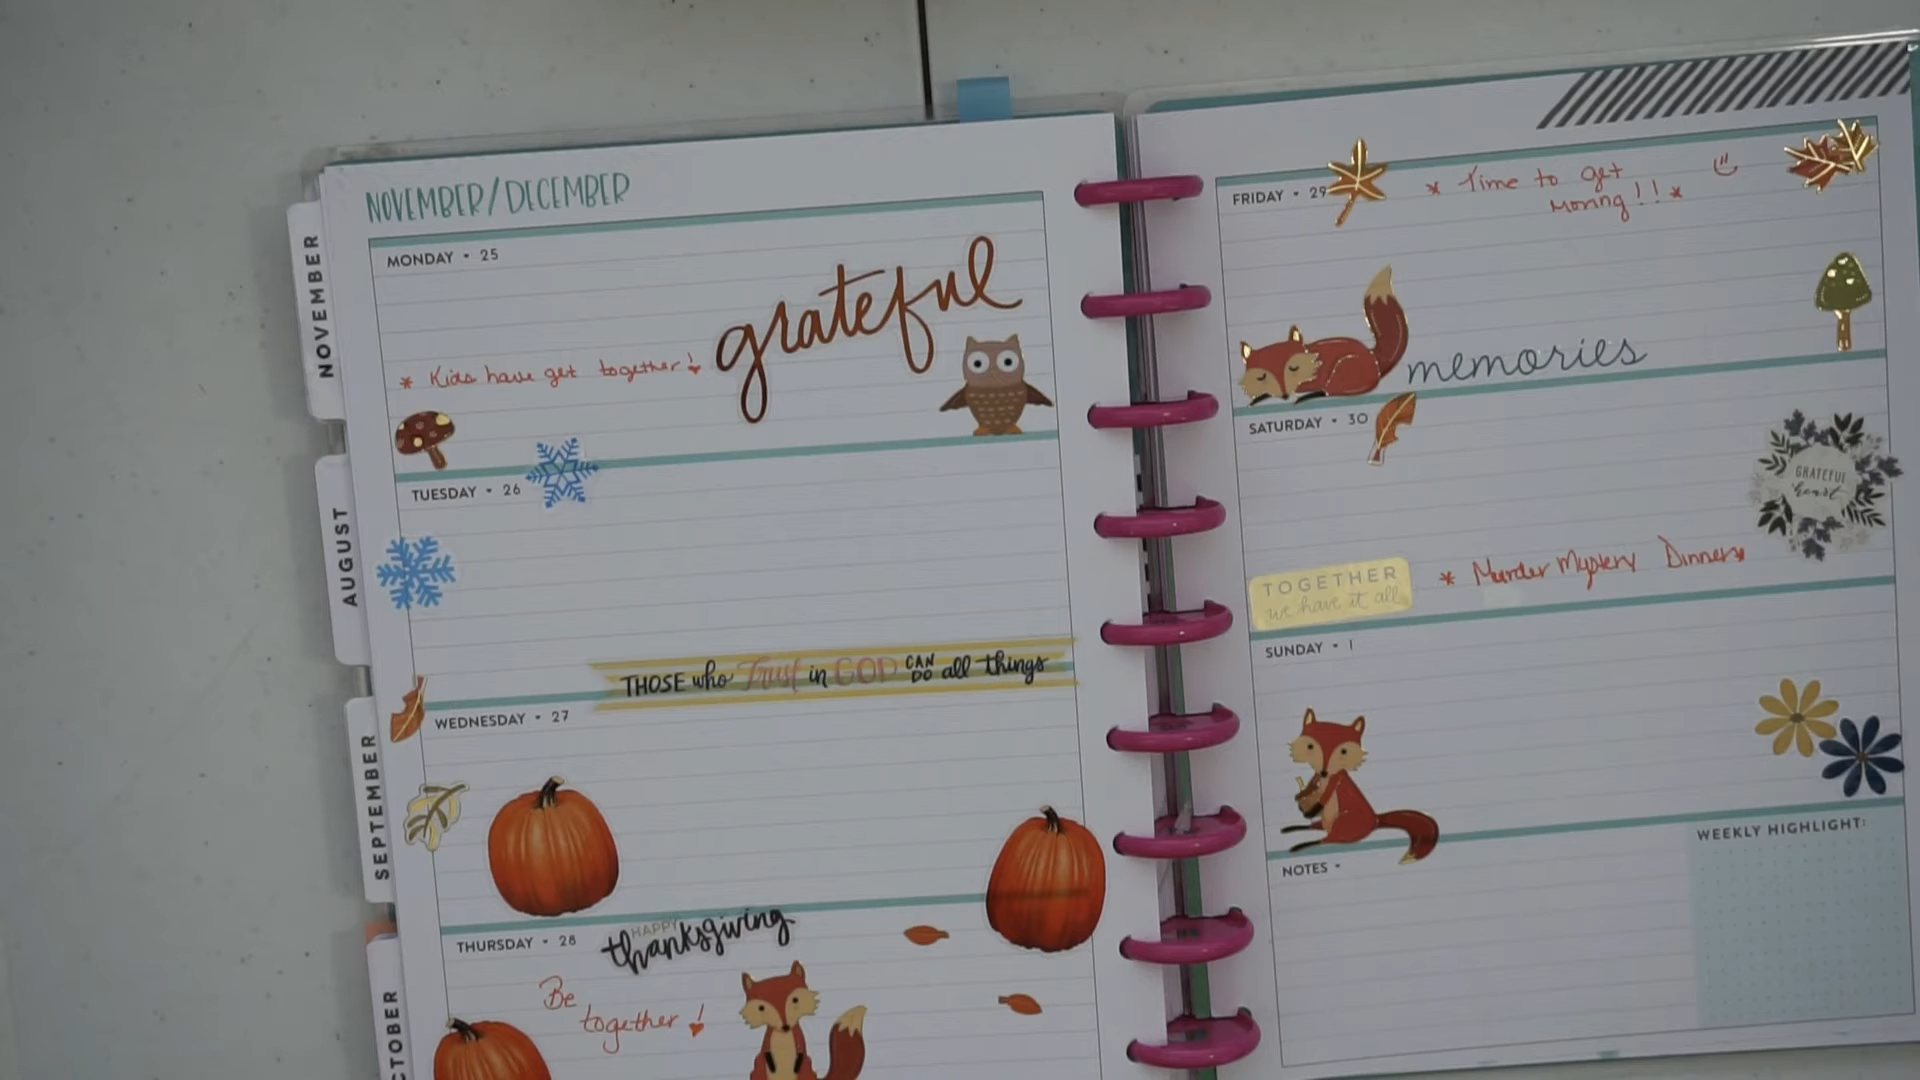 NOVEMBER/DECEMBER
NOVEMBER
AUGUST
SEPTEMBER
CTOBER
MONDAY • 25
grateful
* Kids have get together!
TUESDAY • 26
THOSE who Trust in GOD CAN DO all things
WEDNESDAY • 27
THURSDAY • 28
HAPPY
thanksgiving
Be
together!
FRIDAY • 29
* Time to get
moving!! *
memories
SATURDAY • 30
GRATEFUL
heart
TOGETHER
we have it all
* Murder Mystery Dinner *
SUNDAY • 1
NOTES •
WEEKLY HIGHLIGHT: